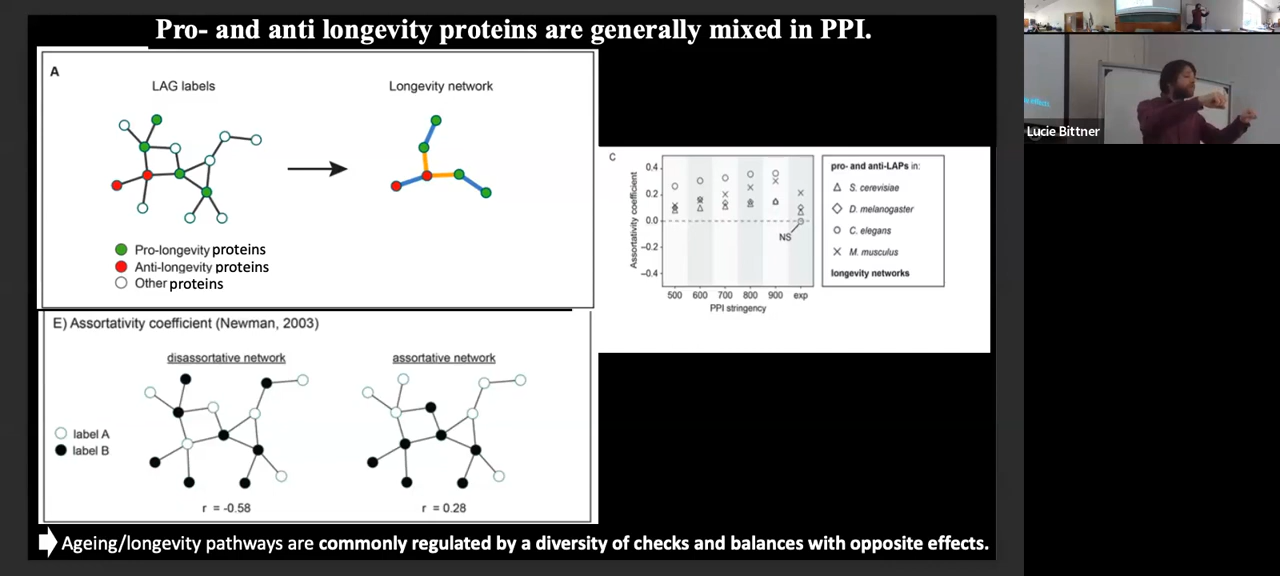 Pro- and anti longevity proteins are generally mixed in PPI.
A
LAG labels
Longevity network
Pro-longevity proteins
Anti-longevity proteins
Other proteins
C
Assortativity coefficient
0.4
0.2
0.0
−0.2
−0.4
NS
500 600 700 800 900 exp
PPI stringency
pro- and anti-LAPs in:
S. cerevisiae
D. melanogaster
C. elegans
M. musculus
longevity networks
E) Assortativity coefficient (Newman, 2003)
disassortative network
assortative network
label A
label B
r = -0.58
r = 0.28
Ageing/longevity pathways are commonly regulated by a diversity of checks and balances with opposite effects.
effects.
Lucie Bittner